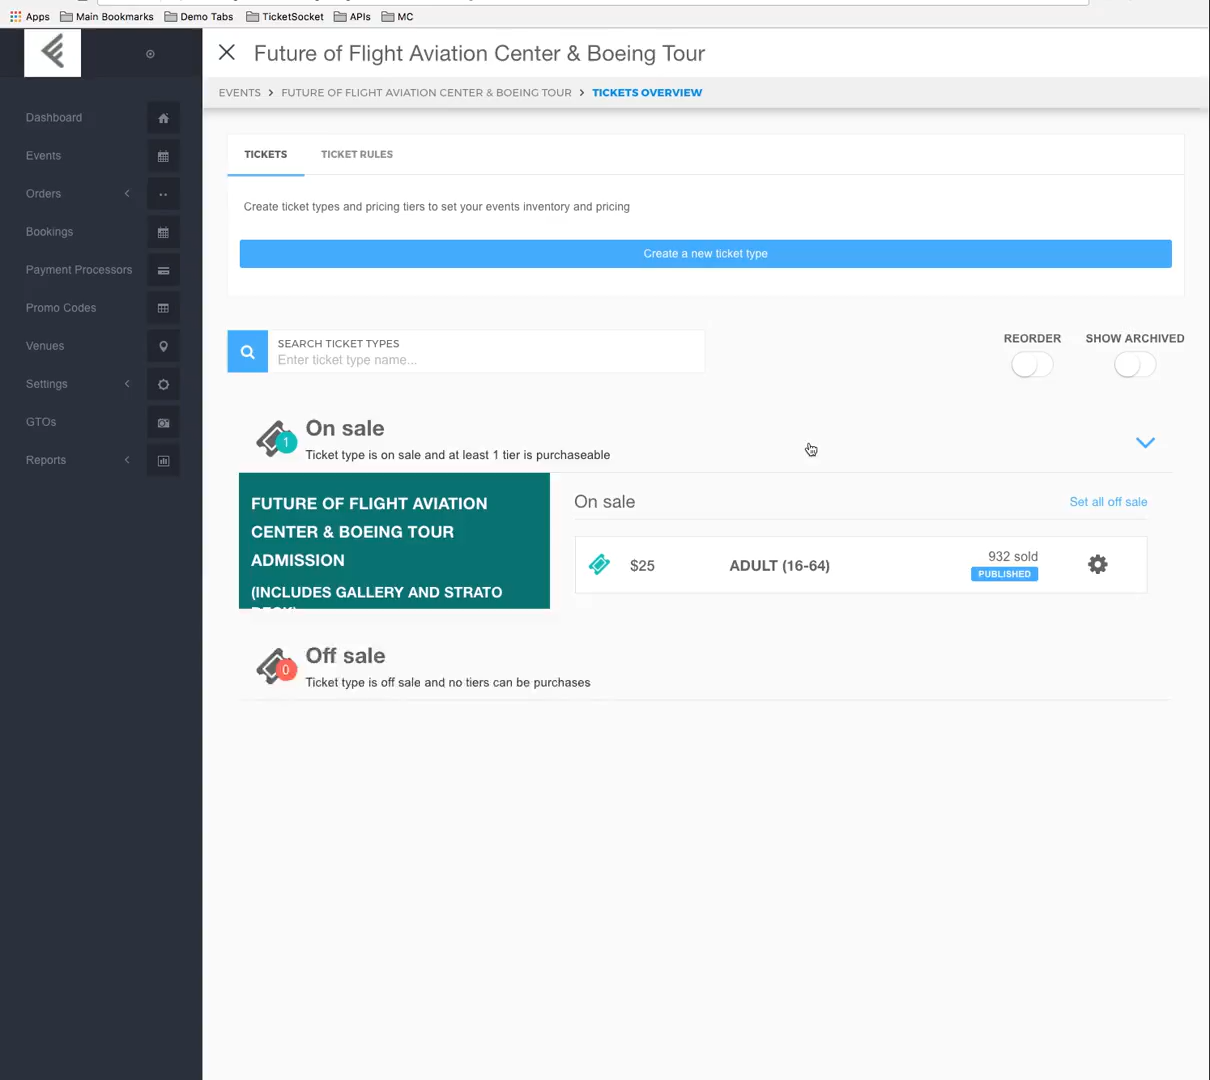 Apps Main Bookmarks Demo Tabs TicketSocket APIs MC
Future of Flight Aviation Center & Boeing Tour
EVENTS > FUTURE OF FLIGHT AVIATION CENTER & BOEING TOUR > TICKETS OVERVIEW
Dashboard
Events
Orders
Bookings
Payment Processors
Promo Codes
Venues
Settings
GTOs
Reports
TICKETS TICKET RULES
Create ticket types and pricing tiers to set your events inventory and pricing
Create a new ticket type
SEARCH TICKET TYPES
Enter ticket type name...
REORDER SHOW ARCHIVED
1
On sale
Ticket type is on sale and at least 1 tier is purchaseable
FUTURE OF FLIGHT AVIATION
CENTER & BOEING TOUR
ADMISSION
(INCLUDES GALLERY AND STRATO
DECK)
On sale Set all off sale
$25 ADULT (16-64) 932 sold
PUBLISHED
0
Off sale
Ticket type is off sale and no tiers can be purchases